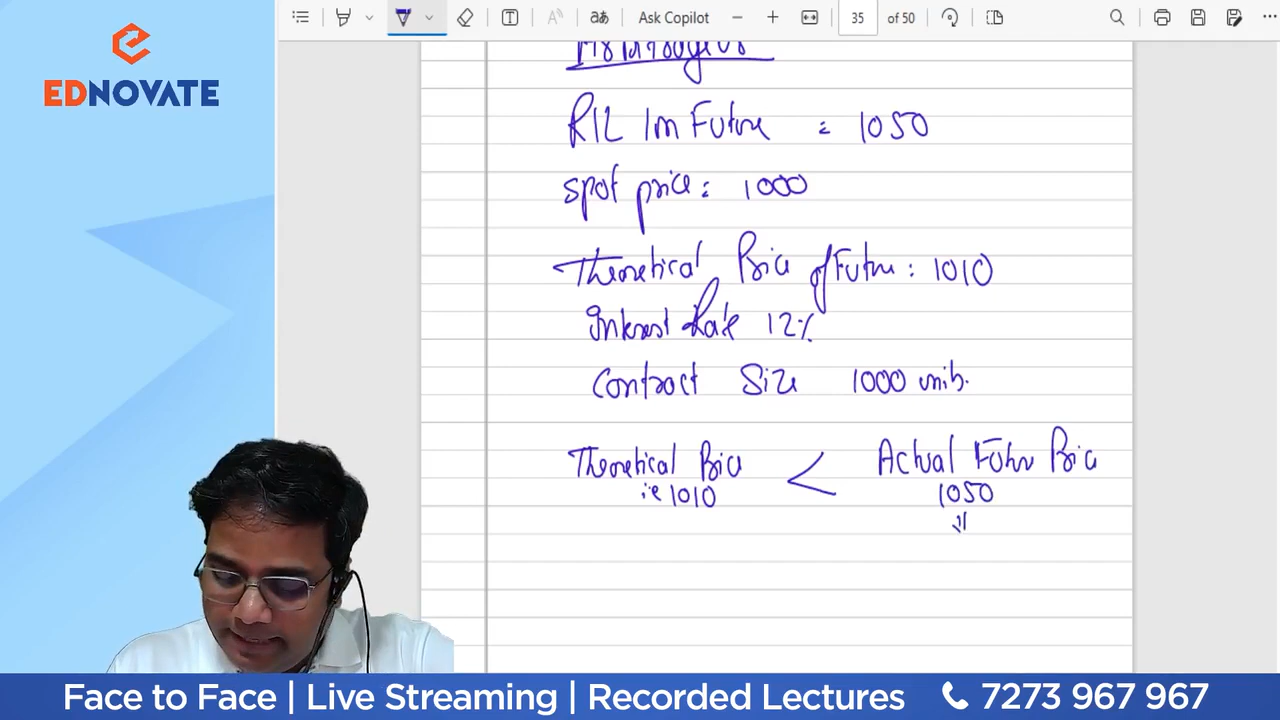 Ask Copilot 35 of 50
EDNOVATE
RIL 1m Future : 1050
Spot price : 1000
Theoretical Price of Future : 1010
Interest Rate 12%
Contract Size 1000 units.
Theoretical Price < Actual Future Price
ie 1010 1050
Face to Face | Live Streaming | Recorded Lectures 7273 967 967